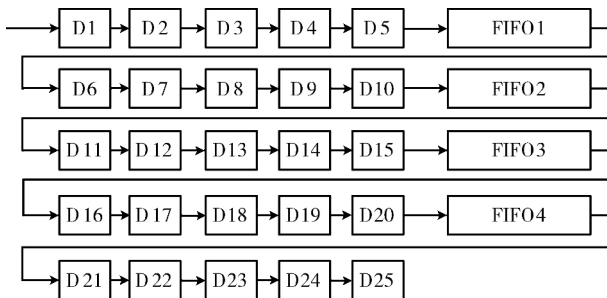 D1 D2 D3 D4 D5 FIFO1
D6 D7 D8 D9 D10 FIFO2
D11 D12 D13 D14 D15 FIFO3
D16 D17 D18 D19 D20 FIFO4
D21 D22 D23 D24 D25